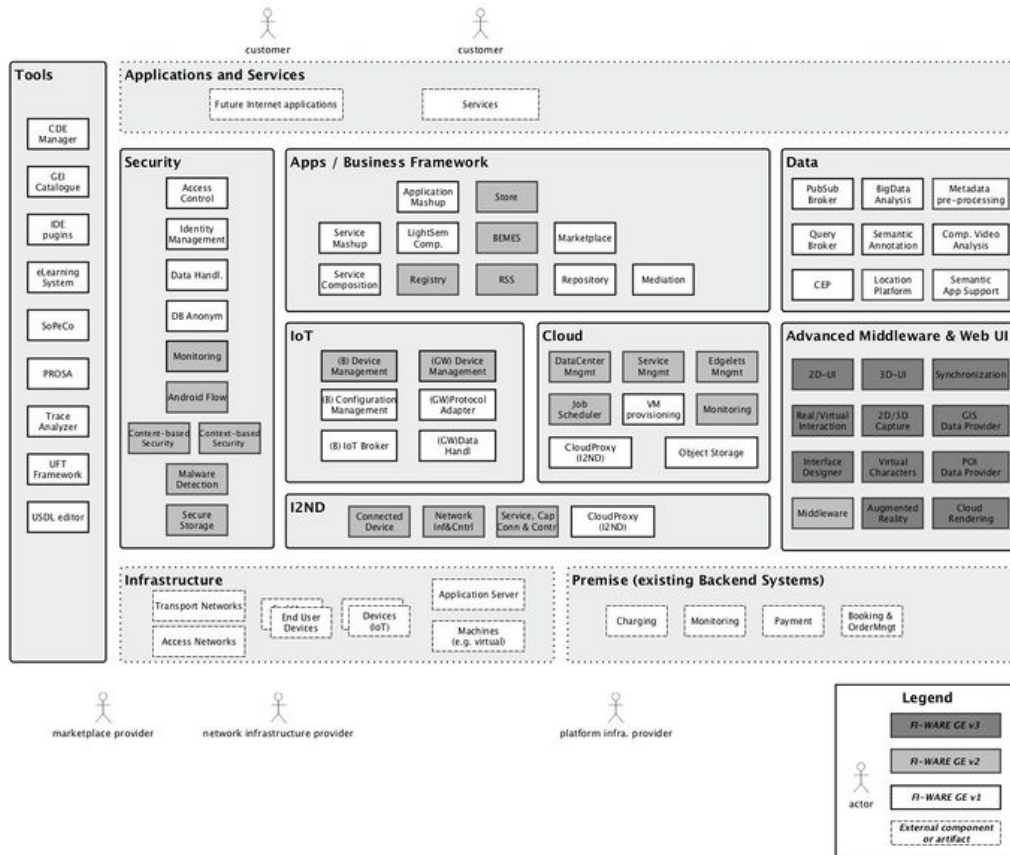 customer
customer
Tools
CDE
Manager
GEI
Catalogue
IDE
pugins
eLearning
System
SoPeCo
PROSA
Trace
Analyzer
UFT
Framework
USDL editor
Applications and Services
Future Internet applications
Services
Security
Access
Control
Identity
Management
Data Handl.
DB Anonym
Monitoring
Android Flow
Content-based
Security
Context-based
Security
Malware
Detection
Secure
Storage
Apps / Business Framework
Application
Mashup
Store
Service
Mashup
LightSem
Comp.
BEMES
Marketplace
Service
Composition
Registry
RSS
Repository
Mediation
Data
PubSub
Broker
BigData
Analysis
Metadata
pre-processing
Query
Broker
Semantic
Annotation
Comp. Video
Analysis
CEP
Location
Platform
Semantic
App Support
IoT
(B) Device
Management
(GW) Device
Management
(B) Configuration
Management
(GW)Protocol
Adapter
(B) IoT Broker
(GW)Data
Handl
Cloud
DataCenter
Mngmt
Service
Mngmt
Edgelets
Mngmt
Job
Scheduler
VM
provisioning
Monitoring
CloudProxy
(I2ND)
Object Storage
Advanced Middleware & Web UI
2D-UI
3D-UI
Synchronization
Real/Virtual
Interaction
2D/3D
Capture
GIS
Data Provider
Interface
Designer
Virtual
Characters
POI
Data Provider
Middleware
Augmented
Reality
Cloud
Rendering
I2ND
Connected
Device
Network
Inf&Cntrl
Service, Cap
Conn & Contr
CloudProxy
(I2ND)
Infrastructure
Transport Networks
Access Networks
End User
Devices
Devices
(IoT)
Application Server
Machines
(e.g. virtual)
Premise (existing Backend Systems)
Charging
Monitoring
Payment
Booking &
OrderMngt
marketplace provider
network infrastructure provider
platform infra. provider
Legend
FI-WARE GE v3
FI-WARE GE v2
actor
FI-WARE GE v1
External component
or artifact